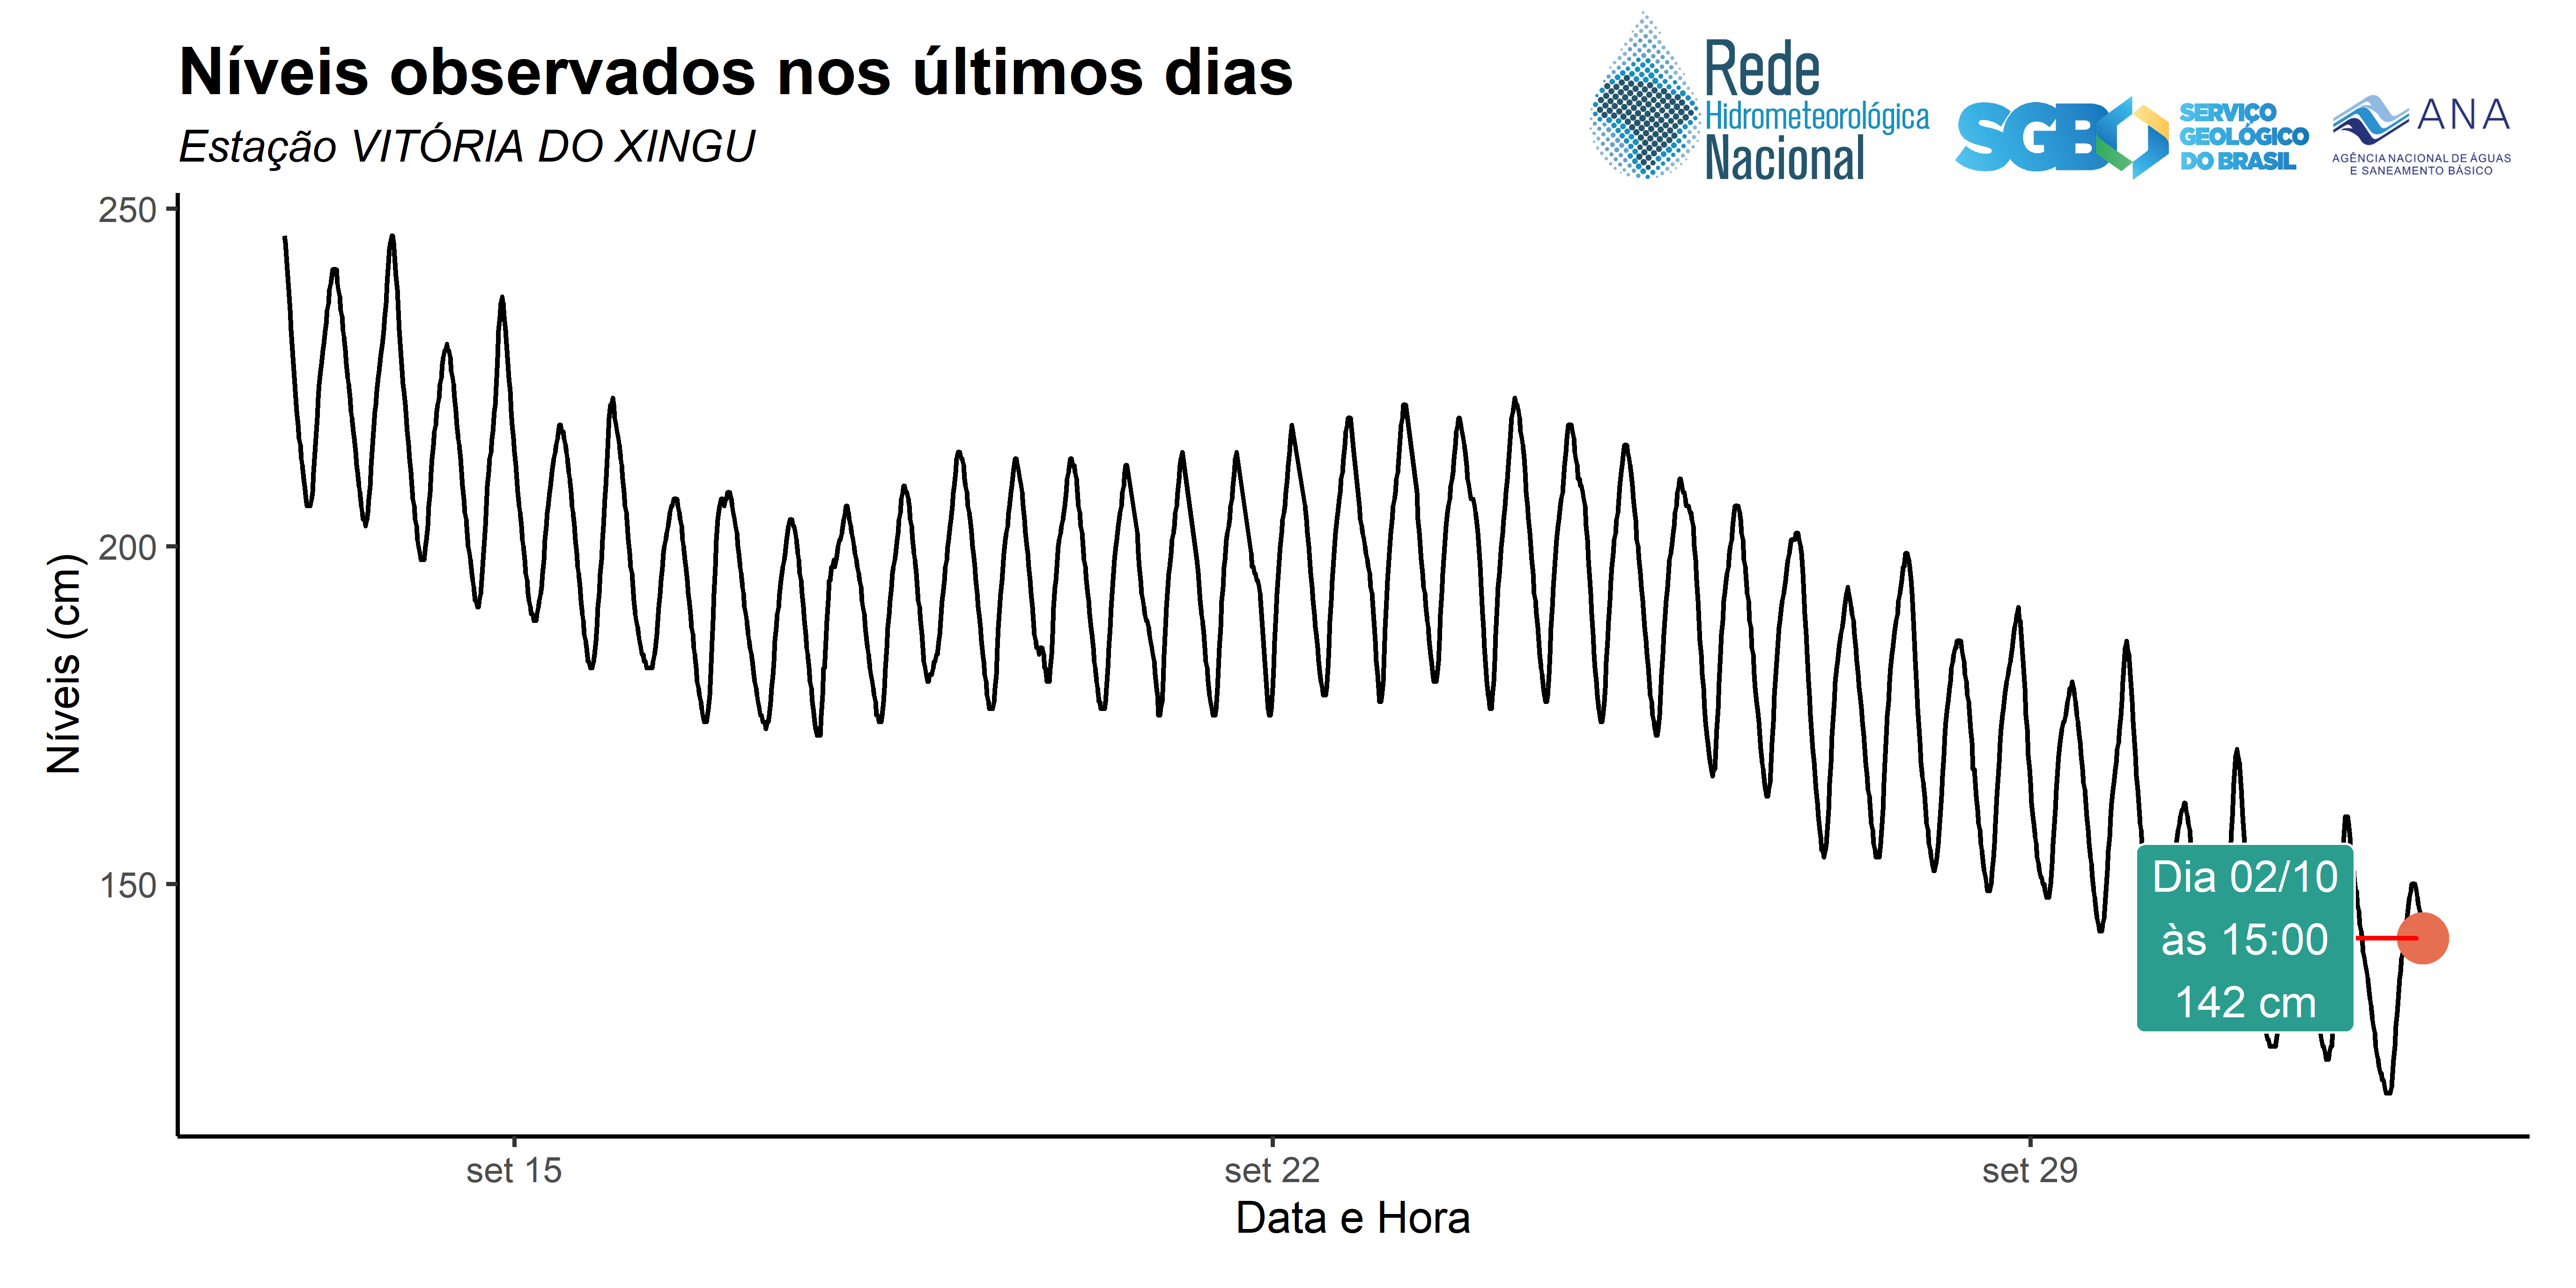 Níveis observados nos últimos dias
Estação VITÓRIA DO XINGU
Rede
Hidrometeorológica
Nacional
SGB
SERVIÇO
GEOLÓGICO
DO BRASIL
ANA
AGÊNCIA NACIONAL DE ÁGUAS
E SANEAMENTO BÁSICO
Níveis (cm)
250
200
150
Dia 02/10
às 15:00
142 cm
set 15
set 22
set 29
Data e Hora